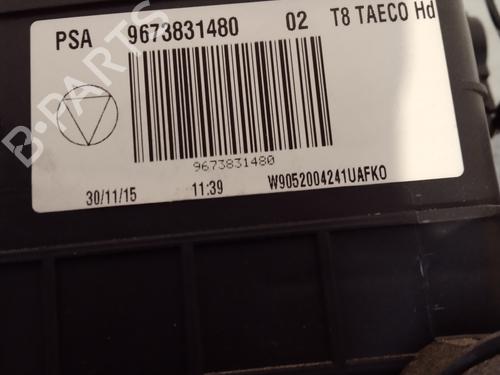 PSA 9673831480 02 T8 TAECO Hd
9673831480
30/11/15 11:39 W9052004241UAFKO
B-PARTS